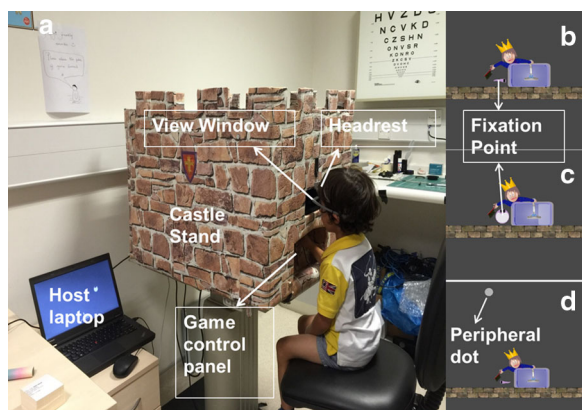 a
b
H V Z D
N C V K D
C Z S H N
O N V S R
K D N R O
View Window
Headrest
Fixation
Point
c
Castle
Stand
Host
laptop
Game
control
panel
d
Peripheral
dot